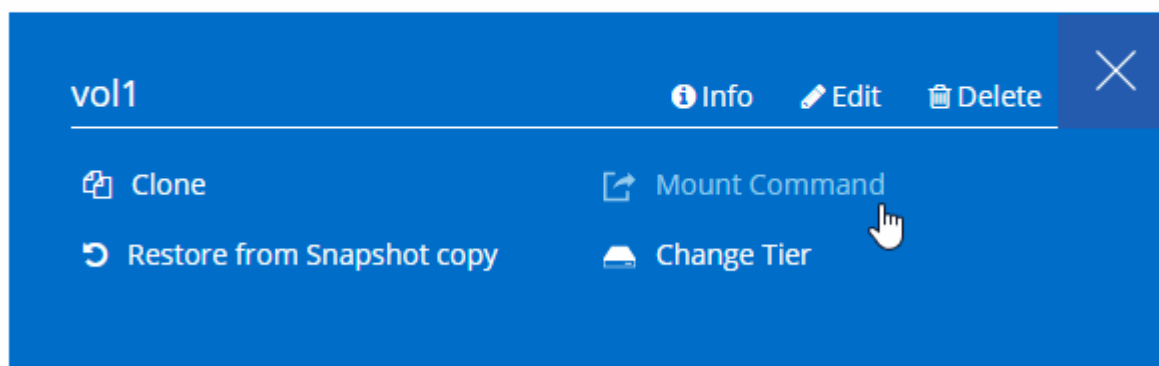 vol1 Info Edit Delete
Clone Mount Command
Restore from Snapshot copy Change Tier